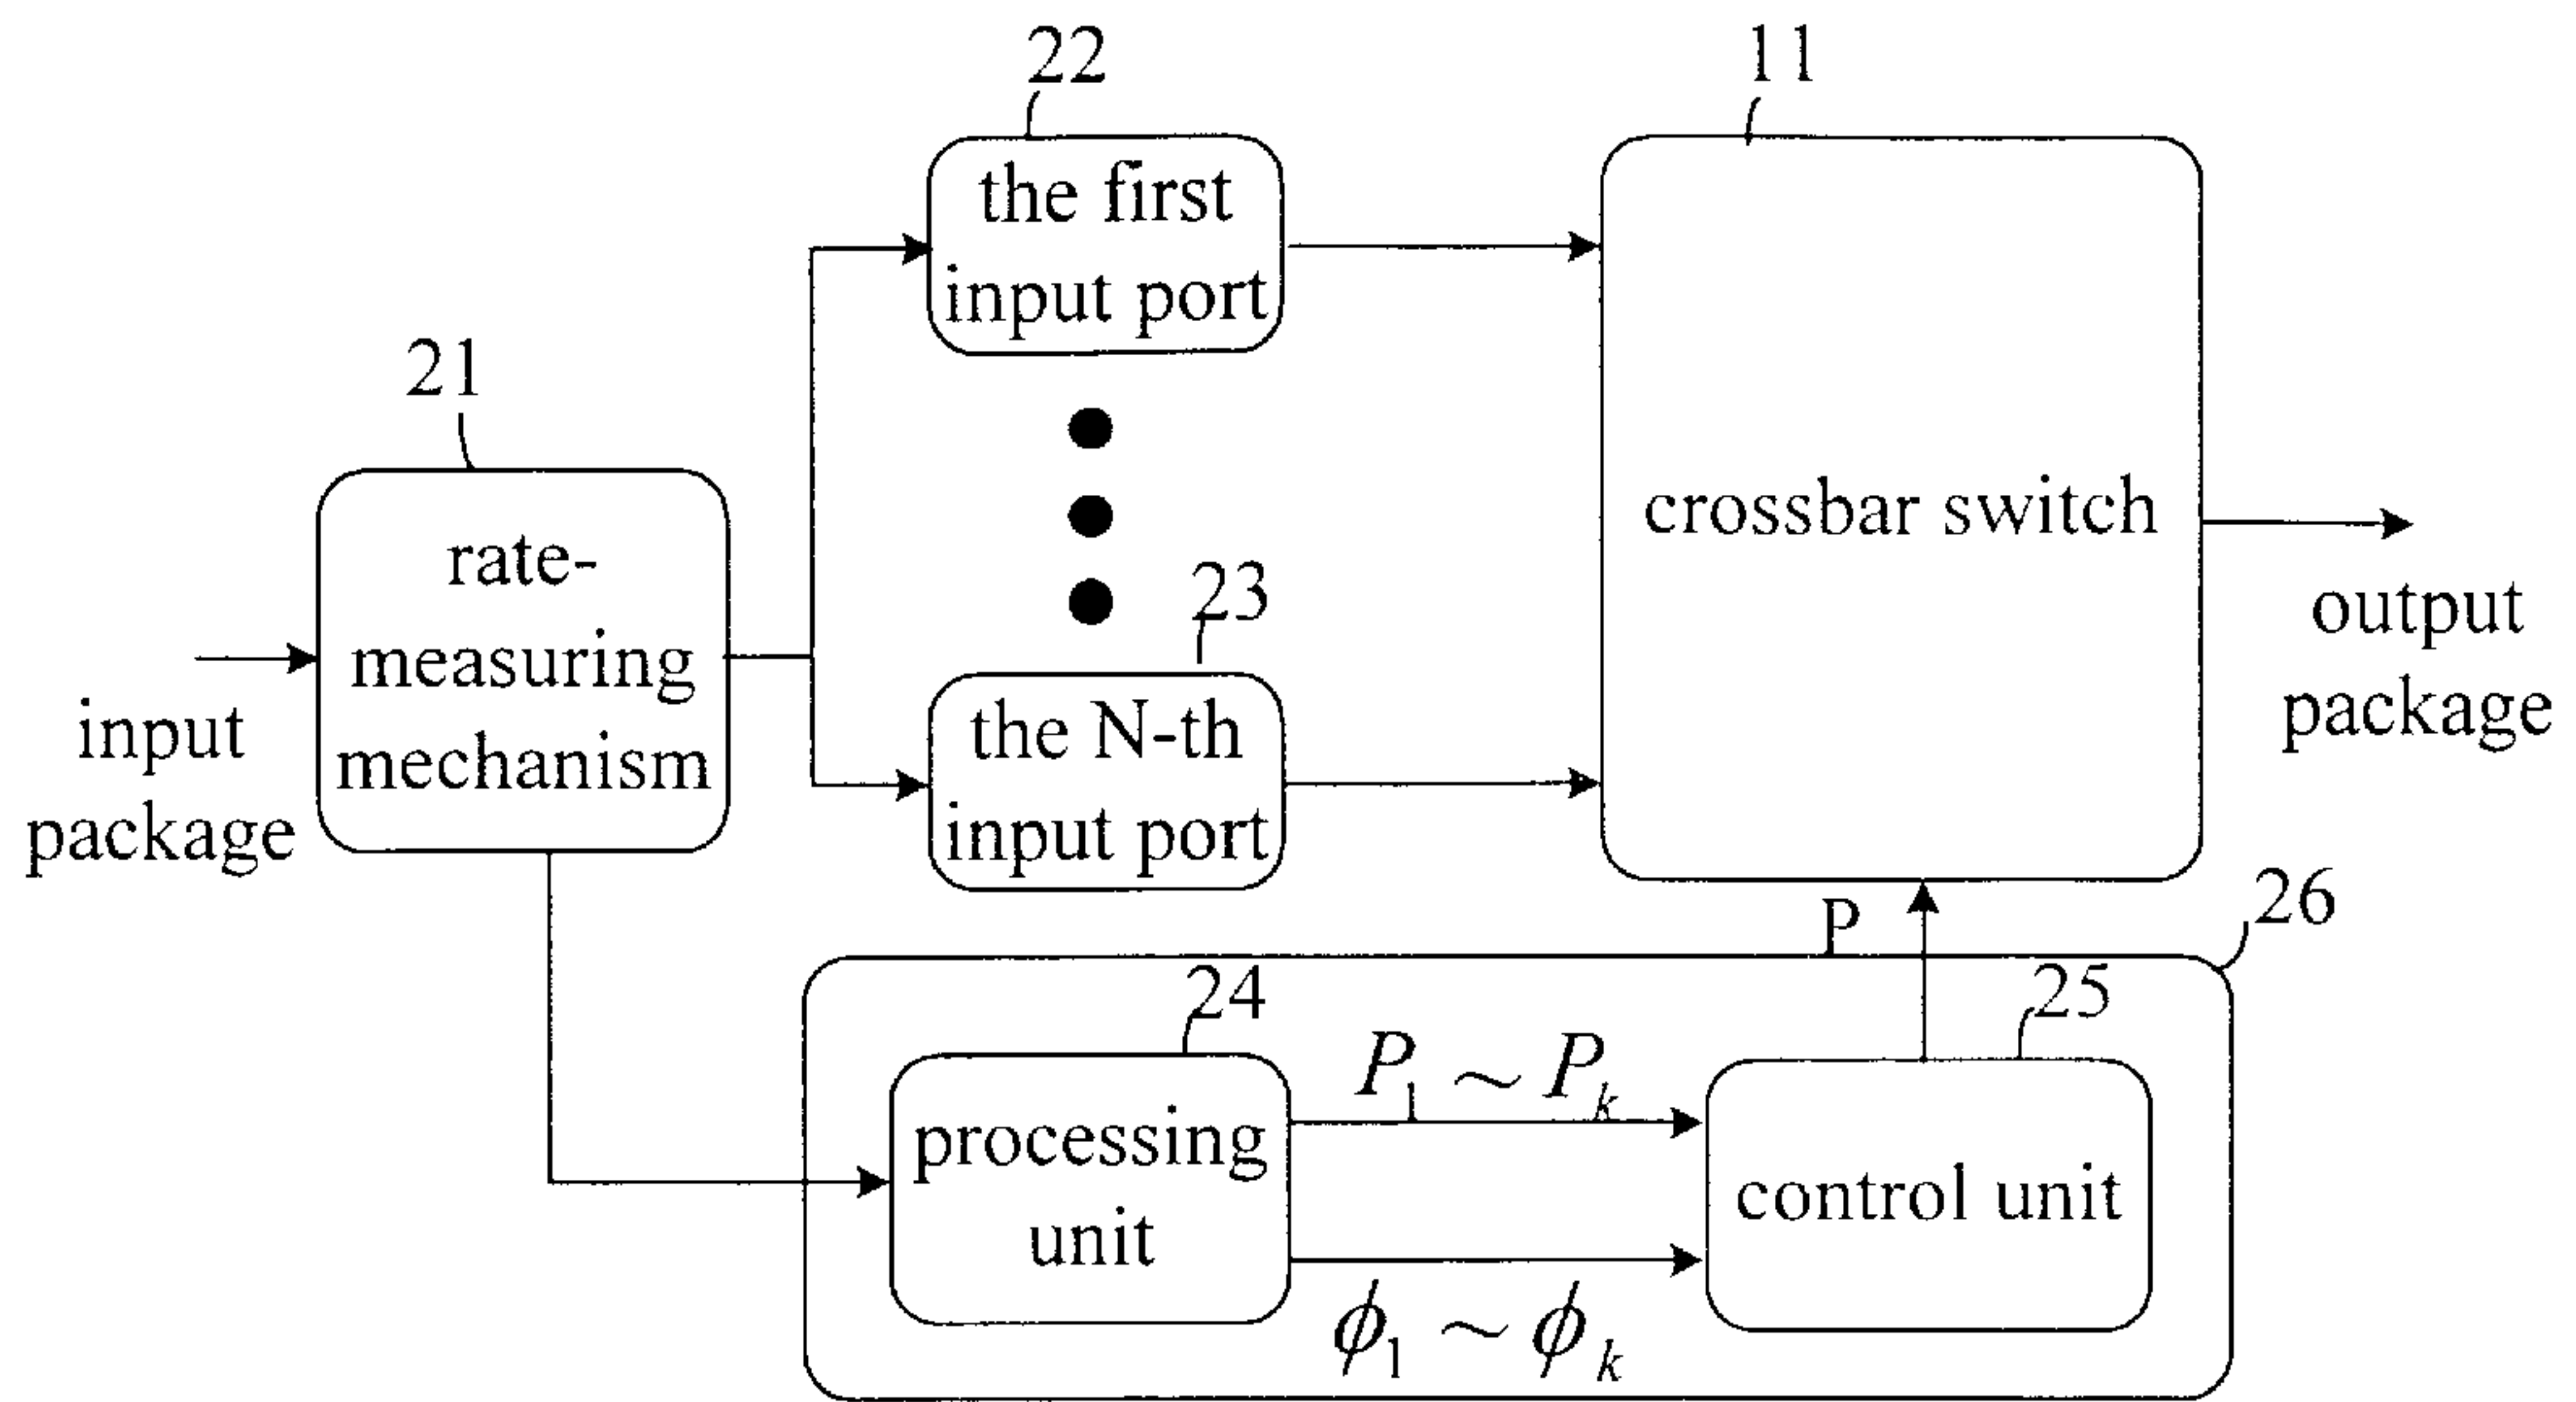 22
11
the first
input port
21
rate-
measuring
mechanism
input
package
23
the N-th
input port
crossbar switch
output
package
P
26
24
25
processing
unit
P₁ ~ Pₖ
ϕ₁ ~ ϕₖ
control unit